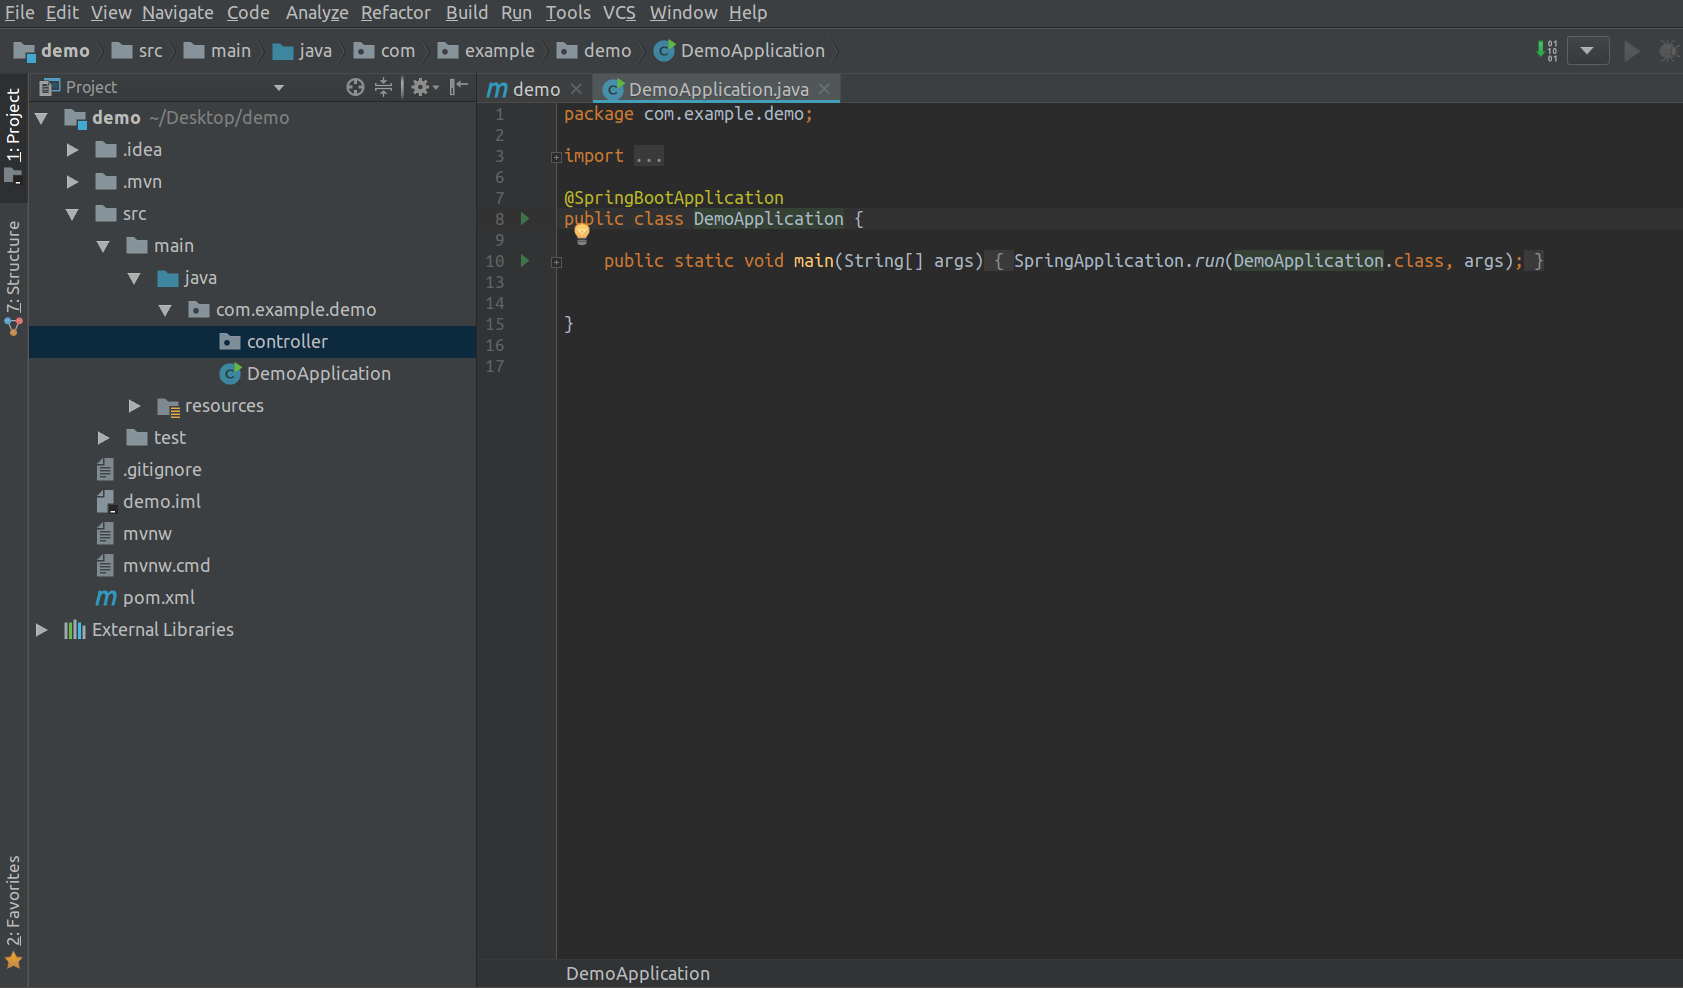 File Edit View Navigate Code Analyze Refactor Build Run Tools VCS Window Help
demo src main java com example demo DemoApplication
1: Project
7: Structure
2: Favorites
Project
demo ~/Desktop/demo
.idea
.mvn
src
main
java
com.example.demo
controller
DemoApplication
resources
test
.gitignore
demo.iml
mvnw
mvnw.cmd
pom.xml
External Libraries
demo DemoApplication.java
1 package com.example.demo;
2
3 import ...
6
7 @SpringBootApplication
8 public class DemoApplication {
9
10 public static void main(String[] args) { SpringApplication.run(DemoApplication.class, args); }
13
14
15 }
16
17
DemoApplication